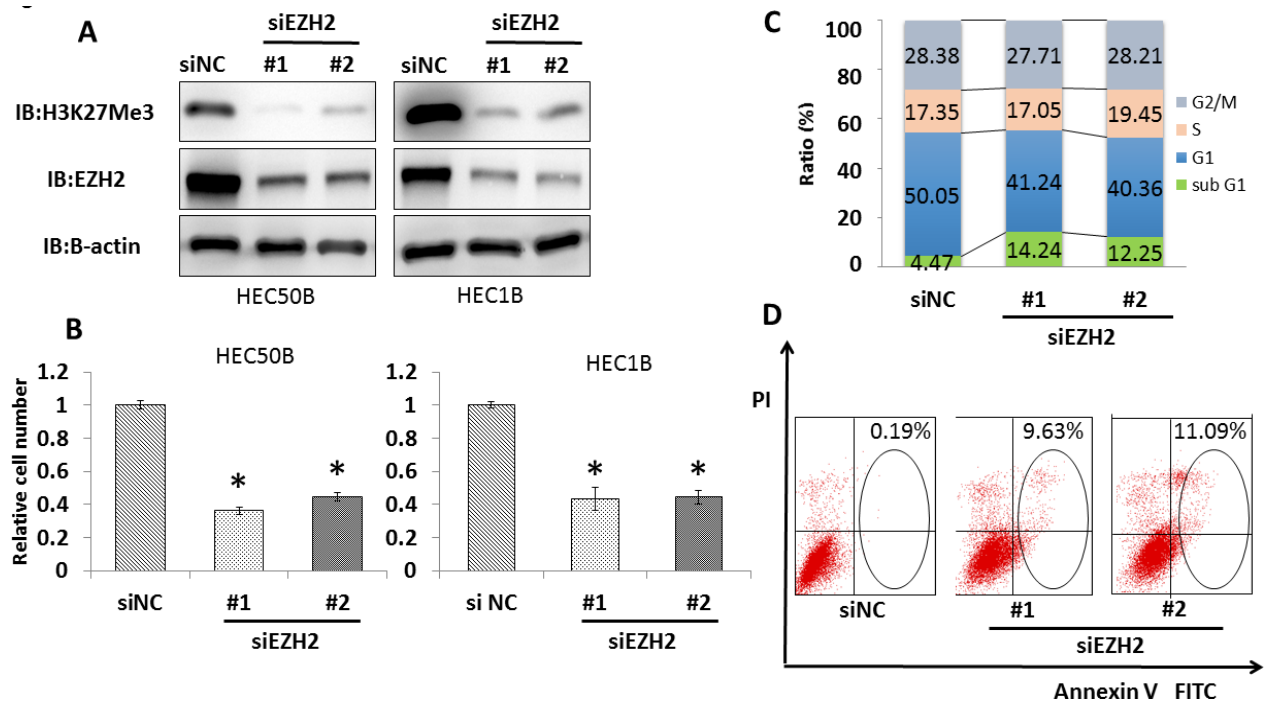 A
siEZH2
siEZH2
siNC
#1
#2
siNC
#1
#2
IB:H3K27Me3
IB:EZH2
IB:B-actin
HEC50B
HEC1B
B
HEC50B
Relative cell number
1.2
1
0.8
0.6
0.4
0.2
0
*
*
siNC
#1
#2
siEZH2
HEC1B
1.2
1
0.8
0.6
0.4
0.2
0
*
*
si NC
#1
#2
siEZH2
C
Ratio (%)
100
80
60
40
20
0
28.38
27.71
28.21
17.35
17.05
19.45
50.05
41.24
40.36
4.47
14.24
12.25
G2/M
S
G1
sub G1
siNC
#1
#2
siEZH2
D
PI
0.19%
9.63%
11.09%
siNC
#1
#2
siEZH2
Annexin V FITC